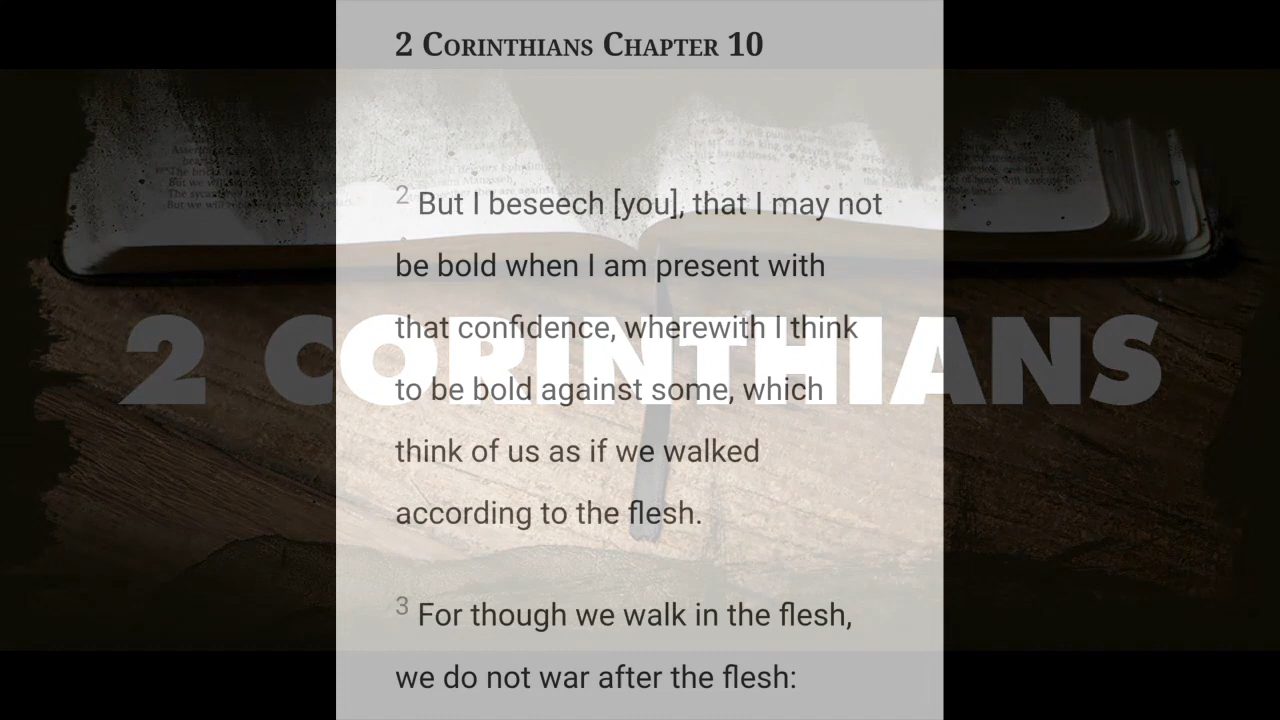 2 Corinthians Chapter 10
2 But I beseech [you], that I may not
be bold when I am present with
that confidence, wherewith I think
to be bold against some, which
think of us as if we walked
according to the flesh.
3 For though we walk in the flesh,
we do not war after the flesh:
2 CORINTHIANS